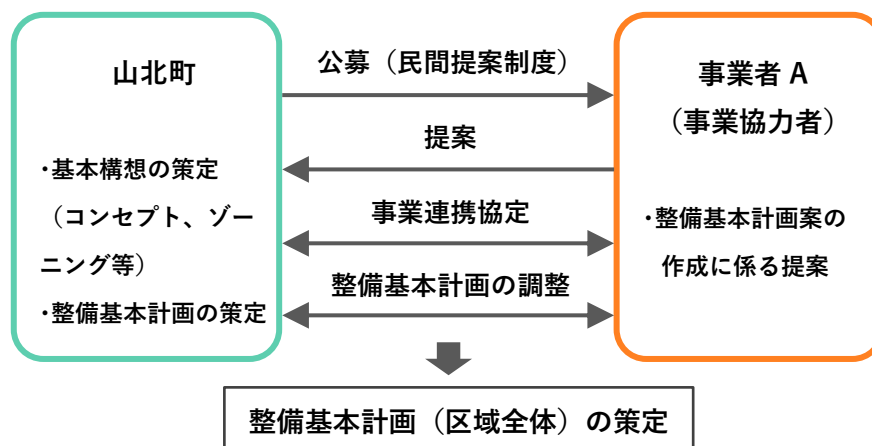 山北町
・基本構想の策定
（コンセプト、ゾー
ニング等）
・整備基本計画の策定
公募（民間提案制度）
提案
事業連携協定
整備基本計画の調整
事業者 A
（事業協力者）
・整備基本計画案の
作成に係る提案
整備基本計画（区域全体）の策定